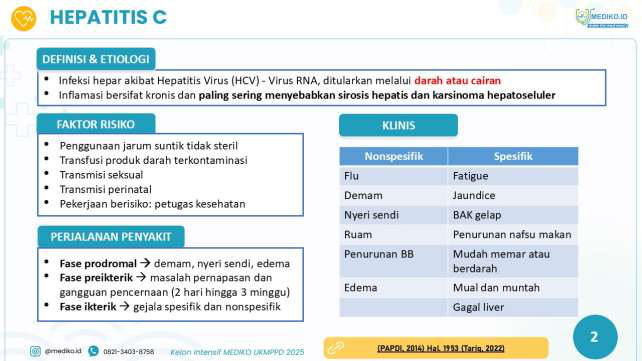 HEPATITIS C
MEDIKO.ID
DEFINISI & ETIOLOGI
• Infeksi hepar akibat Hepatitis Virus (HCV) - Virus RNA, ditularkan melalui darah atau cairan
• Inflamasi bersifat kronis dan paling sering menyebabkan sirosis hepatis dan karsinoma hepatoseluler
FAKTOR RISIKO
• Penggunaan jarum suntik tidak steril
• Transfusi produk darah terkontaminasi
• Transmisi seksual
• Transmisi perinatal
• Pekerjaan berisiko: petugas kesehatan
PERJALANAN PENYAKIT
• Fase prodromal → demam, nyeri sendi, edema
• Fase preikterik → masalah pernapasan dan
gangguan pencernaan (2 hari hingga 3 minggu)
• Fase ikterik → gejala spesifik dan nonspesifik
KLINIS
Nonspesifik Spesifik
Flu Fatigue
Demam Jaundice
Nyeri sendi BAK gelap
Ruam Penurunan nafsu makan
Penurunan BB Mudah memar atau
berdarah
Edema Mual dan muntah
Gagal liver
@mediko.id 0821-3403-8758 Kelon Intensif MEDIKO UKMPPD 2025
(PAPDI, 2014) Hal. 1953 (Tariq, 2022)
2